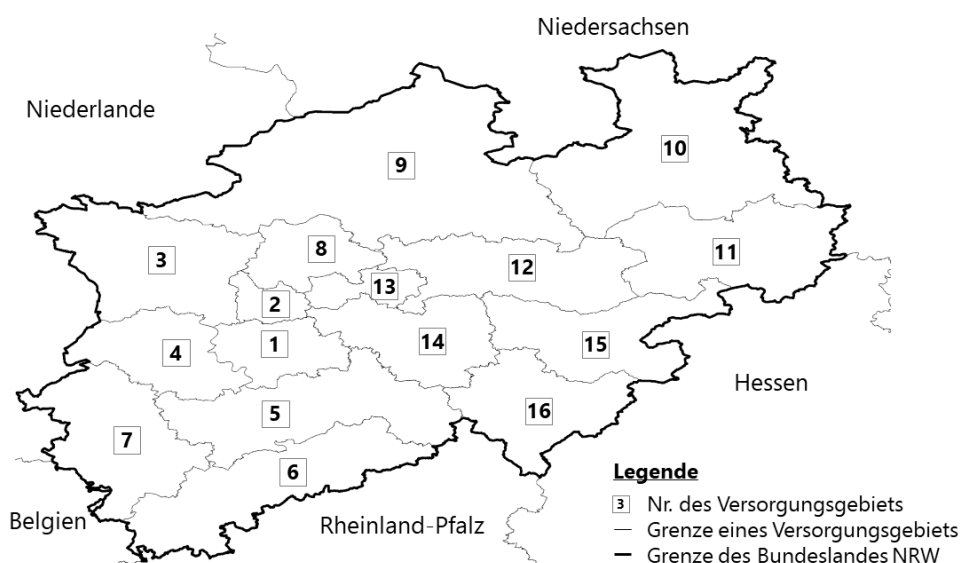 Niedersachsen
Niederlande
10
9
3
8
11
12
13
2
4
1
14
15
Hessen
5
16
7
6
Legende
3 Nr. des Versorgungsgebiets
Belgien
Rheinland-Pfalz
Grenze eines Versorgungsgebiets
Grenze des Bundeslandes NRW